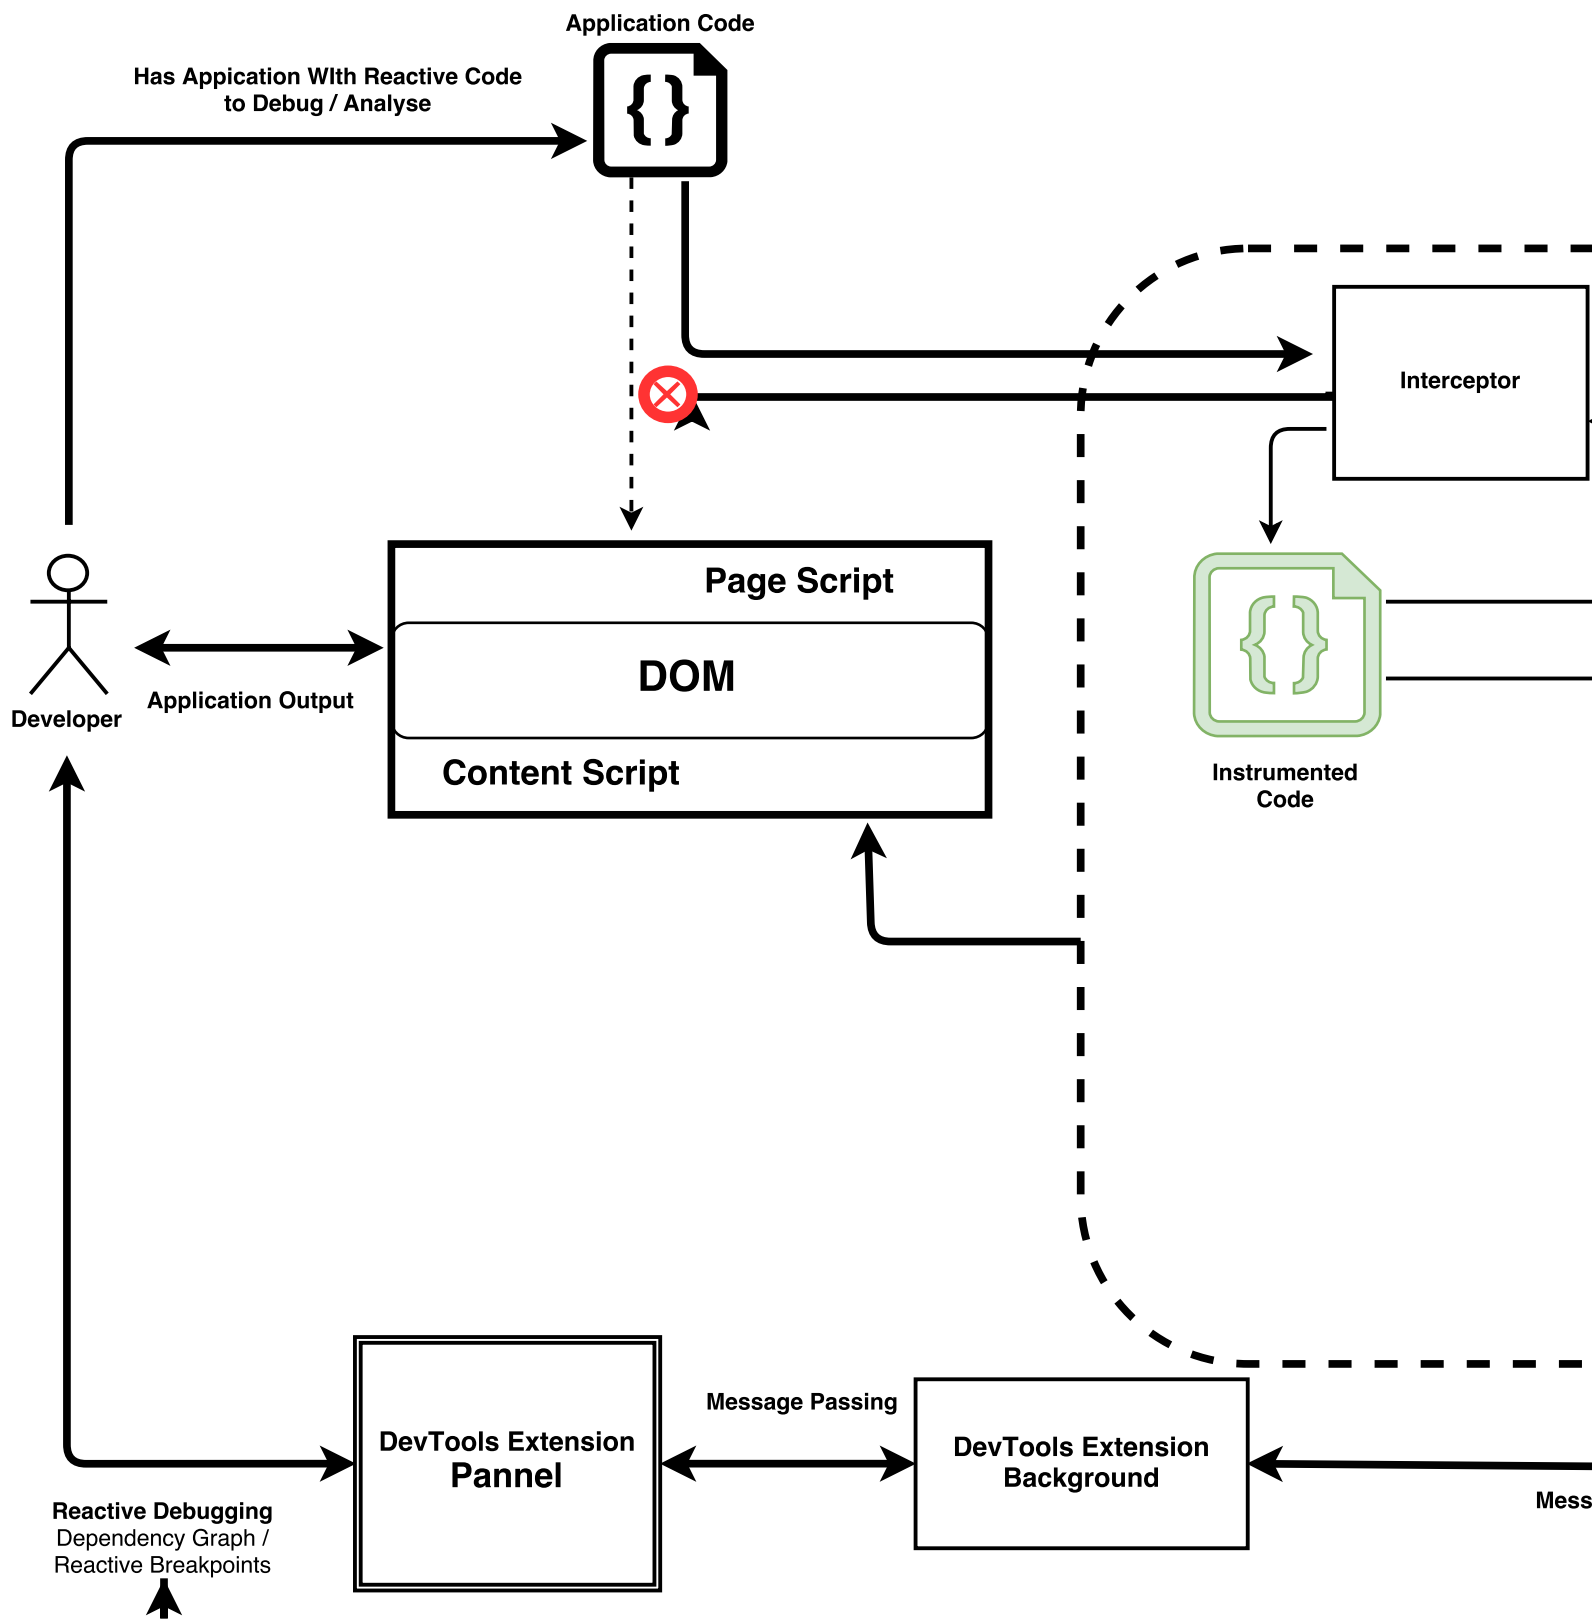 Application Code
Has Appication WIth Reactive Code
to Debug / Analyse
{ }
Interceptor
Page Script
DOM
Content Script
Developer
Application Output
{ }
Instrumented
Code
Message Passing
DevTools Extension
Pannel
DevTools Extension
Background
Mess
Reactive Debugging
Dependency Graph /
Reactive Breakpoints